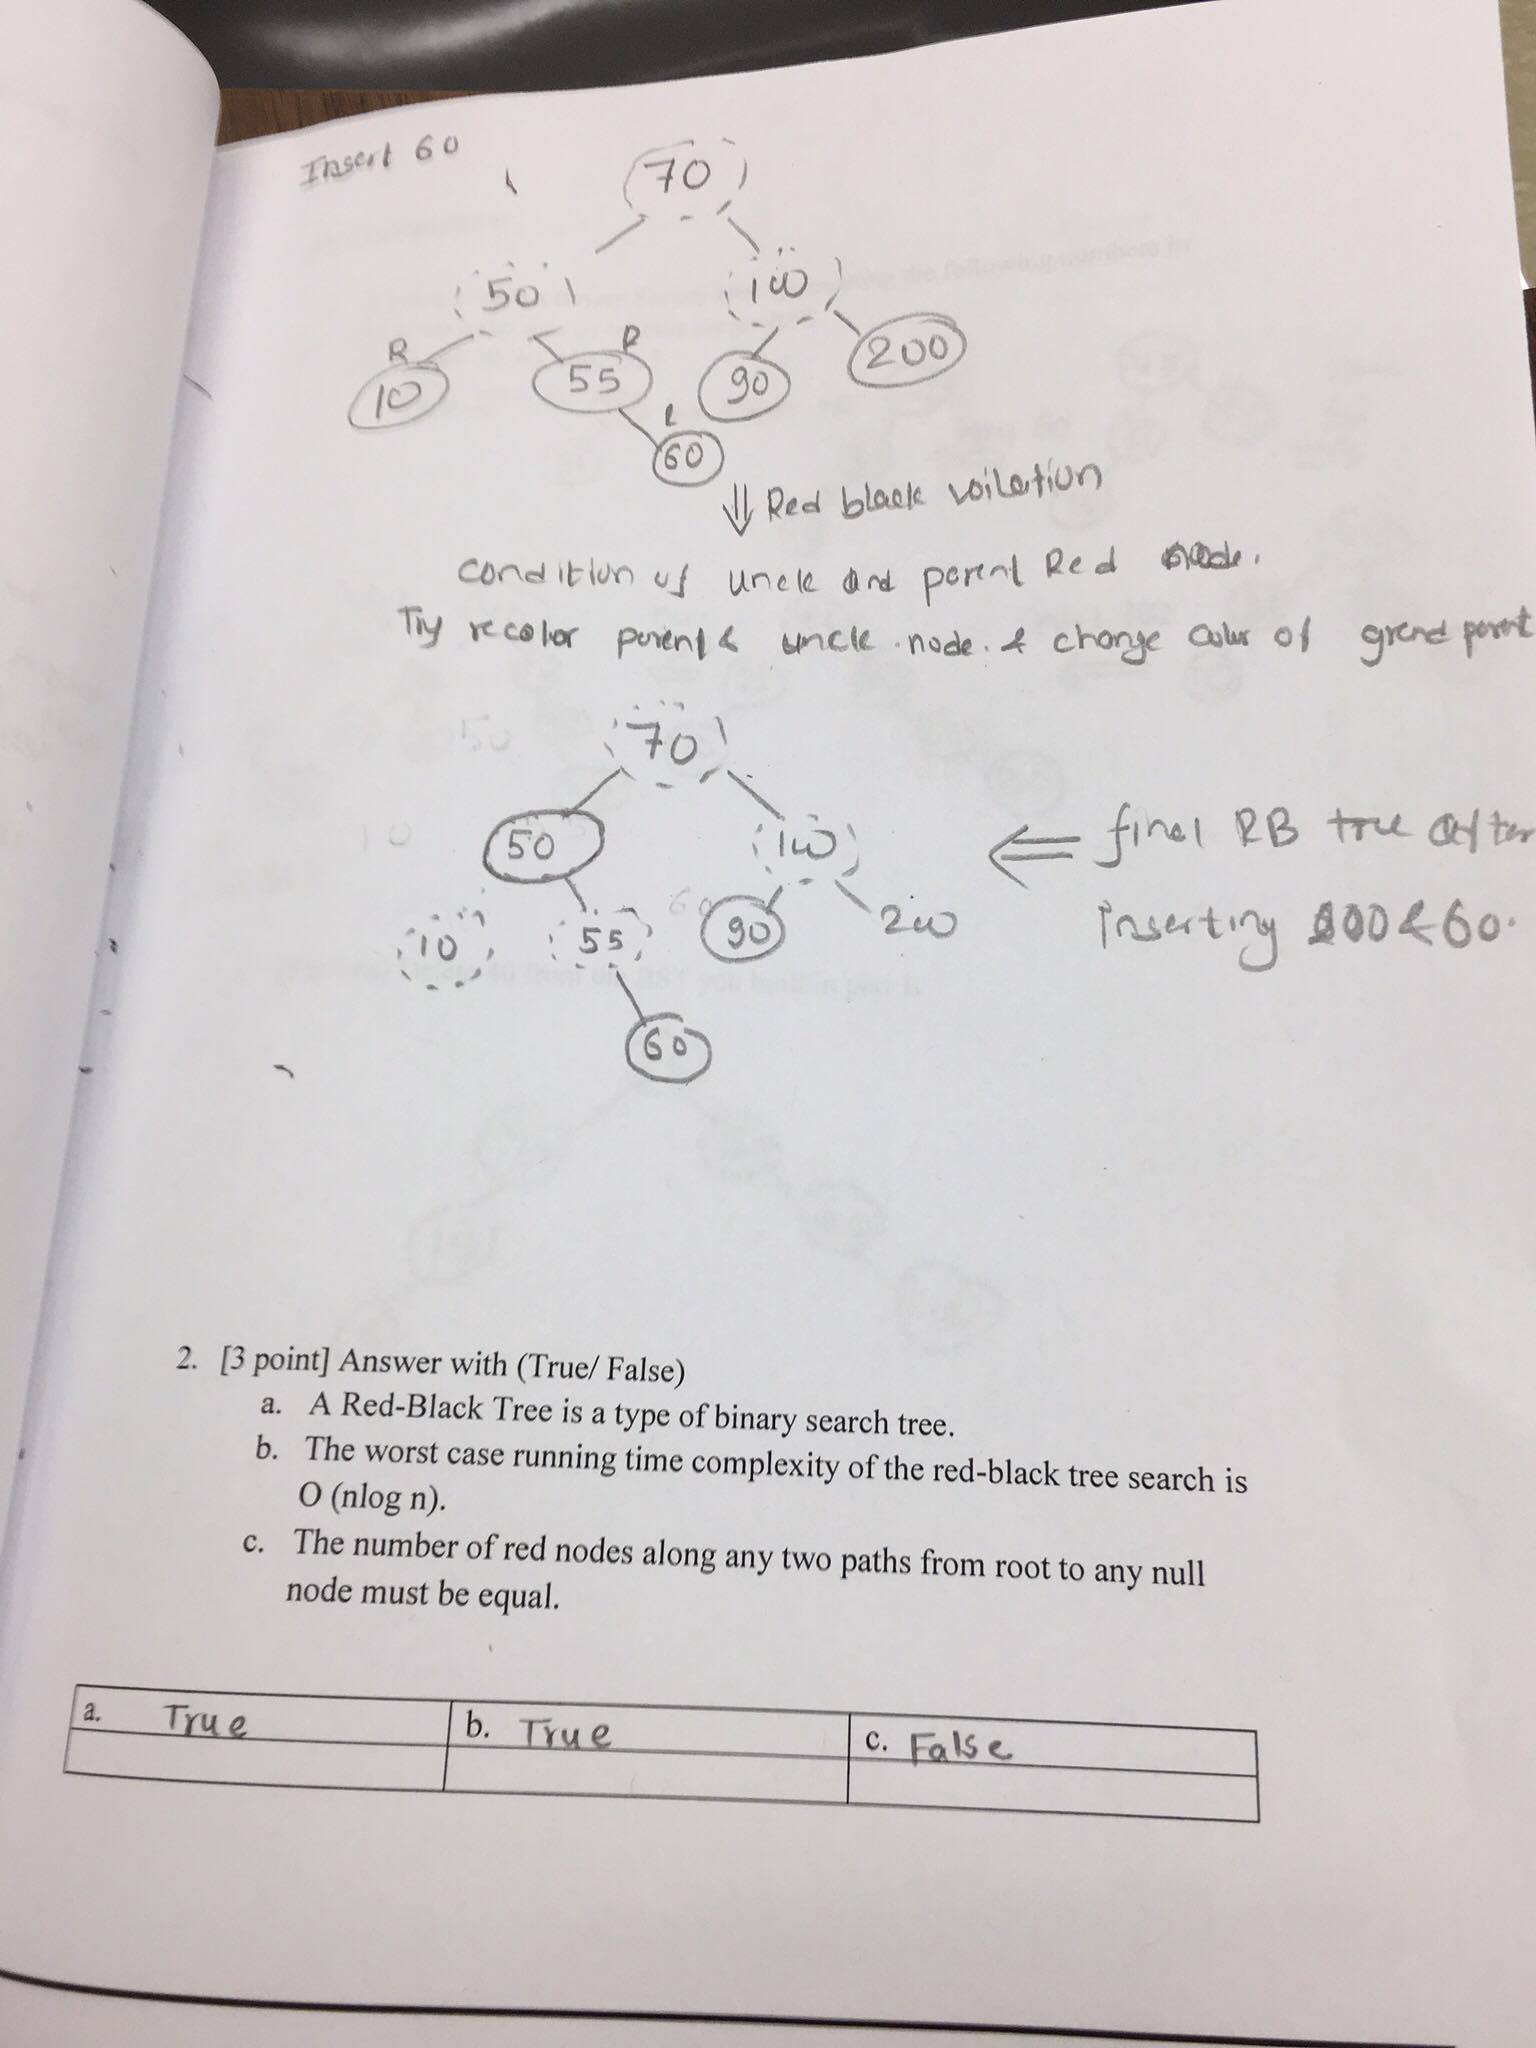 Insert 60
70
50 100
R R
10 55 90 200
60
⇓ Red black voilation
condition of uncle and parent Red node.
Try recolor parent & uncle node. & change color of grand parent
70
50 100 ⇐ final RB tree after
10 55 90 200 inserting 200 & 60.
60
2. [3 point] Answer with (True/ False)
a. A Red-Black Tree is a type of binary search tree.
b. The worst case running time complexity of the red-black tree search is
O (nlog n).
c. The number of red nodes along any two paths from root to any null
node must be equal.
a. True b. True c. False